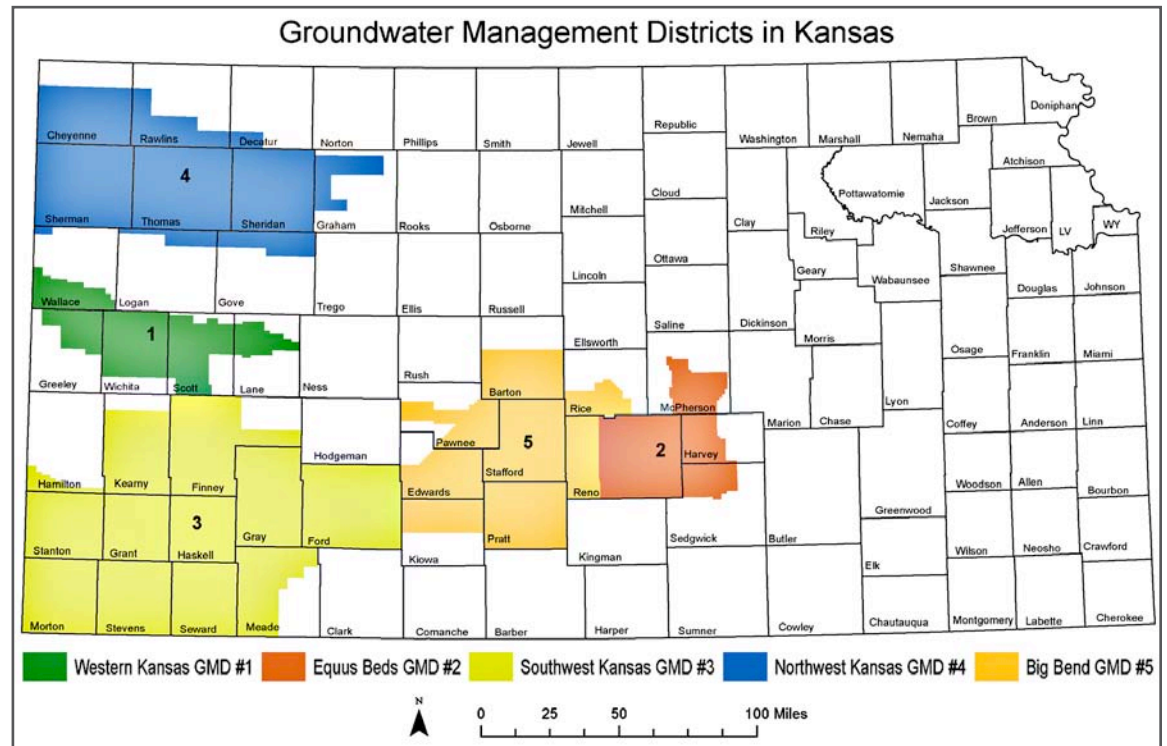 Groundwater Management Districts in Kansas
Doniphan
Brown
Republic
Cheyenne Rawlins Decatur Norton Phillips Smith Jewell Washington Marshall Nemaha
Atchison
4
Cloud Pottawatomie Jackson
Mitchell
Sherman Thomas Sheridan Graham Rooks Osborne Clay Riley Jefferson LV WY
Ottawa
Geary Wabaunsee Shawnee
Lincoln
Wallace Logan Gove Trego Ellis Russell Douglas Johnson
Saline Dickinson
1
Morris
Ellsworth Osage Franklin Miami
Greeley Wichita Scott Lane Ness Rush Barton
Rice McPherson Lyon
Marion Chase Coffey Anderson Linn
Pawnee 5
2 Harvey
Hodgeman Stafford
Hamilton Kearny Finney Edwards Reno Woodson Allen Bourbon
Greenwood
3
Gray Ford
Stanton Grant Haskell Pratt Sedgwick Butler Wilson Neosho Crawford
Kiowa Kingman
Elk
Morton Stevens Seward Meade Clark Comanche Barber Harper Sumner Cowley Chautauqua Montgomery Labette Cherokee
Western Kansas GMD #1 Equus Beds GMD #2 Southwest Kansas GMD #3 Northwest Kansas GMD #4 Big Bend GMD #5
N
0 25 50 100 Miles